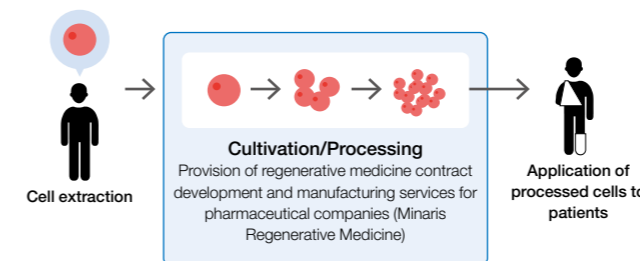 Cell extraction
Cultivation/Processing
Provision of regenerative medicine contract
development and manufacturing services for
pharmaceutical companies (Minaris
Regenerative Medicine)
Application of
processed cells to
patients